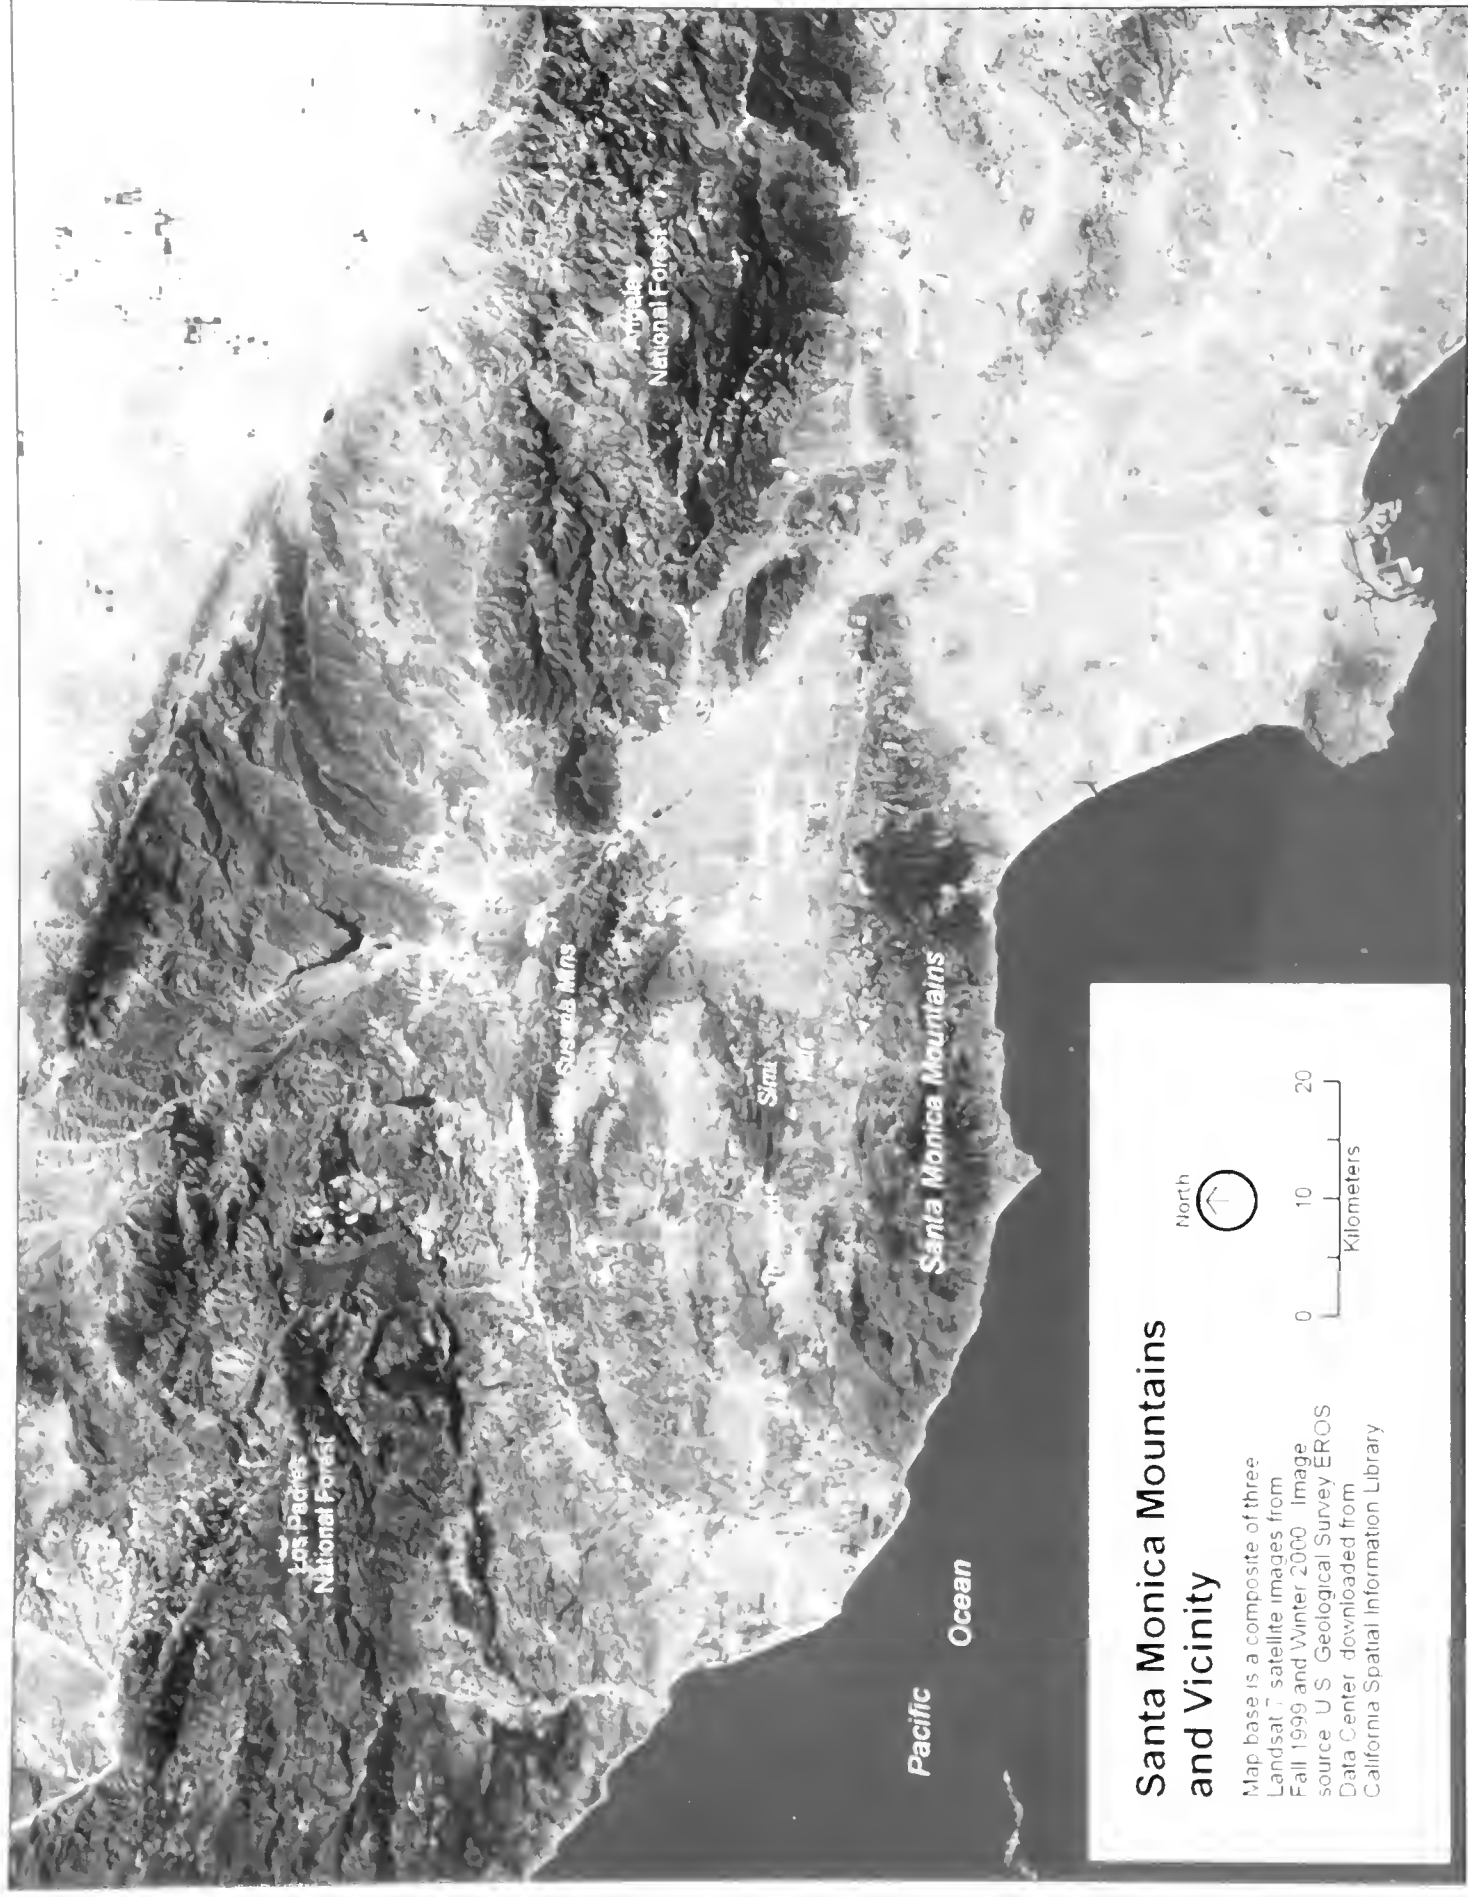 Angeles
National Forest
Los Padres
National Forest
Susana Mtns
Simi
Santa Monica Mountains
Pacific
Ocean
Santa Monica Mountains
and Vicinity
Map base is a composite of three
Landsat 7 satellite images from
Fall 1999 and Winter 2000 Image
source U S Geological Survey EROS
Data Center downloaded from
California Spatial Information Library
North
0 10 20
Kilometers